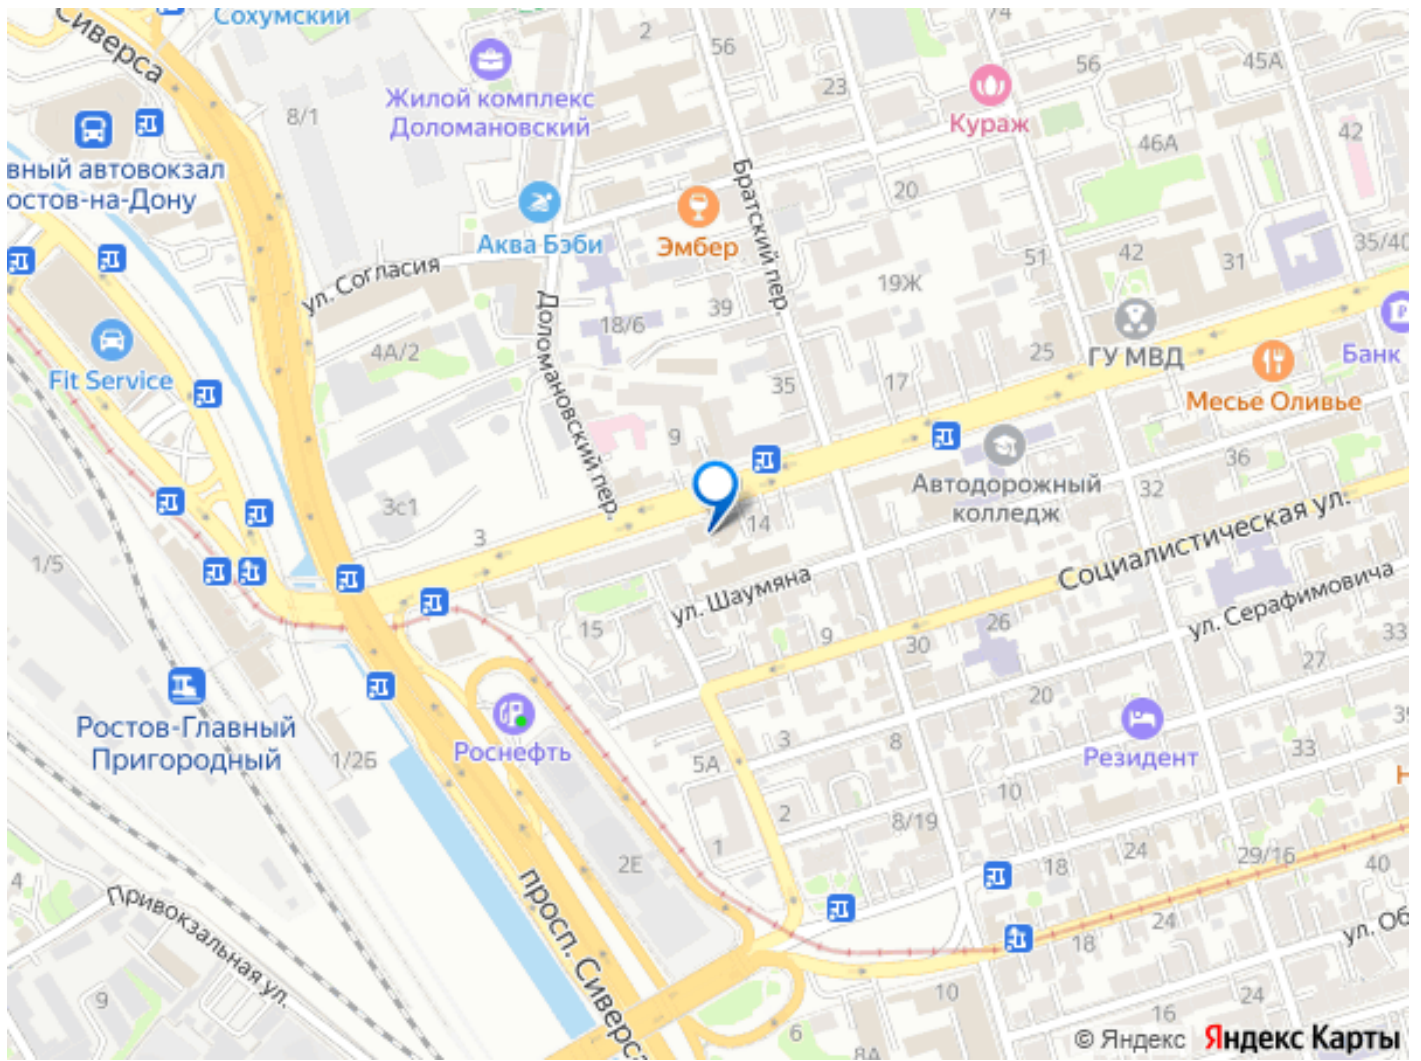 Сохумский
Сиверса
2
56
74
56
45А
Жилой комплекс
Доломановский
8/1
23
Кураж
46А
42
вный автовокзал
остов-на-Дону
Братский пер.
20
Аква Бэби
Эмбер
ул. Согласия
51
42
31
35/40
19Ж
39
18/6
Доломановский пер.
4А/2
Fit Service
25
ГУ МВД
Банк
17
35
Месье Оливье
9
36
Автодорожный
колледж
32
3с1
14
3
1/5
Социалистическая ул.
ул. Шаумяна
ул. Серафимовича
15
9
30
26
33
27
20
Ростов-Главный
Пригородный
1/2Б
Роснефть
5А
3
8
Резидент
33
39
Н
10
2
8/19
1
2Е
18
24
29/16
40
4
Привокзальная ул.
просп. Сиверса
24
18
ул. Об
9
10
16
24
6
8А
© Яндекс Яндекс Карты